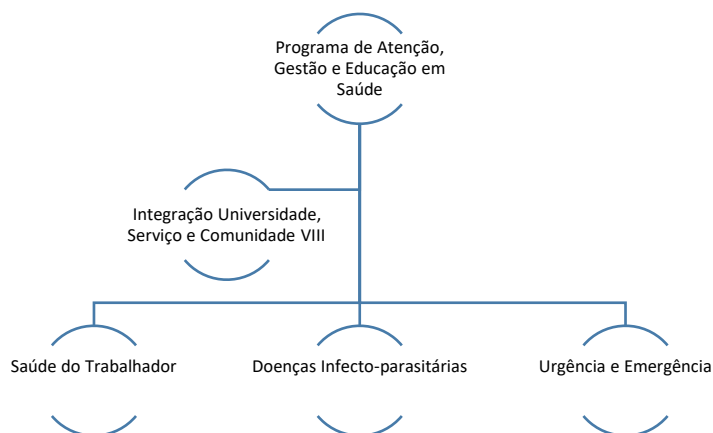 Programa de Atenção,
Gestão e Educação em
Saúde
Integração Universidade,
Serviço e Comunidade VIII
Saúde do Trabalhador
Doenças Infecto-parasitárias
Urgência e Emergência